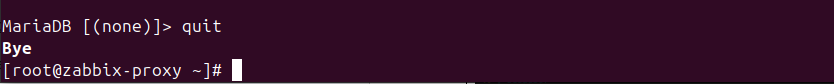 MariaDB [(none)]> quit
Bye
[root@zabbix-proxy ~]#